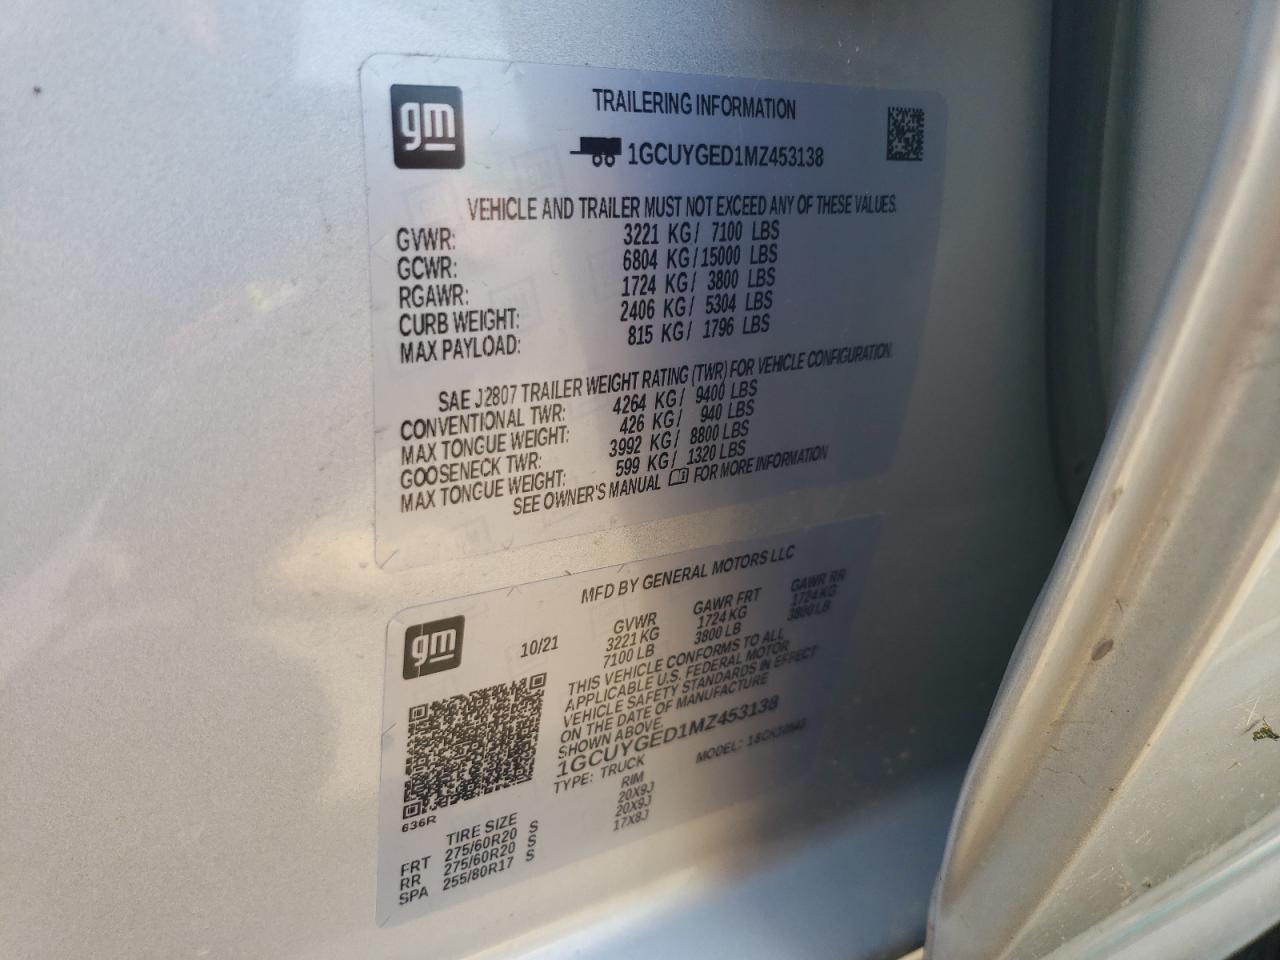 gm
TRAILERING INFORMATION
1GCUYGED1MZ453138
VEHICLE AND TRAILER MUST NOT EXCEED ANY OF THESE VALUES.
GVWR: 3221 KG/ 7100 LBS
GCWR: 6804 KG/15000 LBS
RGAWR: 1724 KG/ 3800 LBS
CURB WEIGHT: 2406 KG/ 5304 LBS
MAX PAYLOAD: 815 KG/ 1796 LBS
SAE J2807 TRAILER WEIGHT RATING (TWR) FOR VEHICLE CONFIGURATION.
CONVENTIONAL TWR: 4264 KG/ 9400 LBS
MAX TONGUE WEIGHT: 426 KG/ 940 LBS
GOOSENECK TWR: 3992 KG/ 8800 LBS
MAX TONGUE WEIGHT: 599 KG/ 1320 LBS
SEE OWNER'S MANUAL FOR MORE INFORMATION
MFD BY GENERAL MOTORS LLC
gm
10/21
GVWR GAWR FRT GAWR RR
3221 KG 1724 KG 1724 KG
7100 LB 3800 LB 3800 LB
THIS VEHICLE CONFORMS TO ALL
APPLICABLE U.S. FEDERAL MOTOR
VEHICLE SAFETY STANDARDS IN EFFECT
ON THE DATE OF MANUFACTURE
SHOWN ABOVE.
1GCUYGED1MZ453138
TYPE: TRUCK MODEL:
636R
TIRE SIZE RIM
FRT 275/60R20 S 20X9J
RR 275/60R20 S 20X9J
SPA 255/80R17 S 17X8J